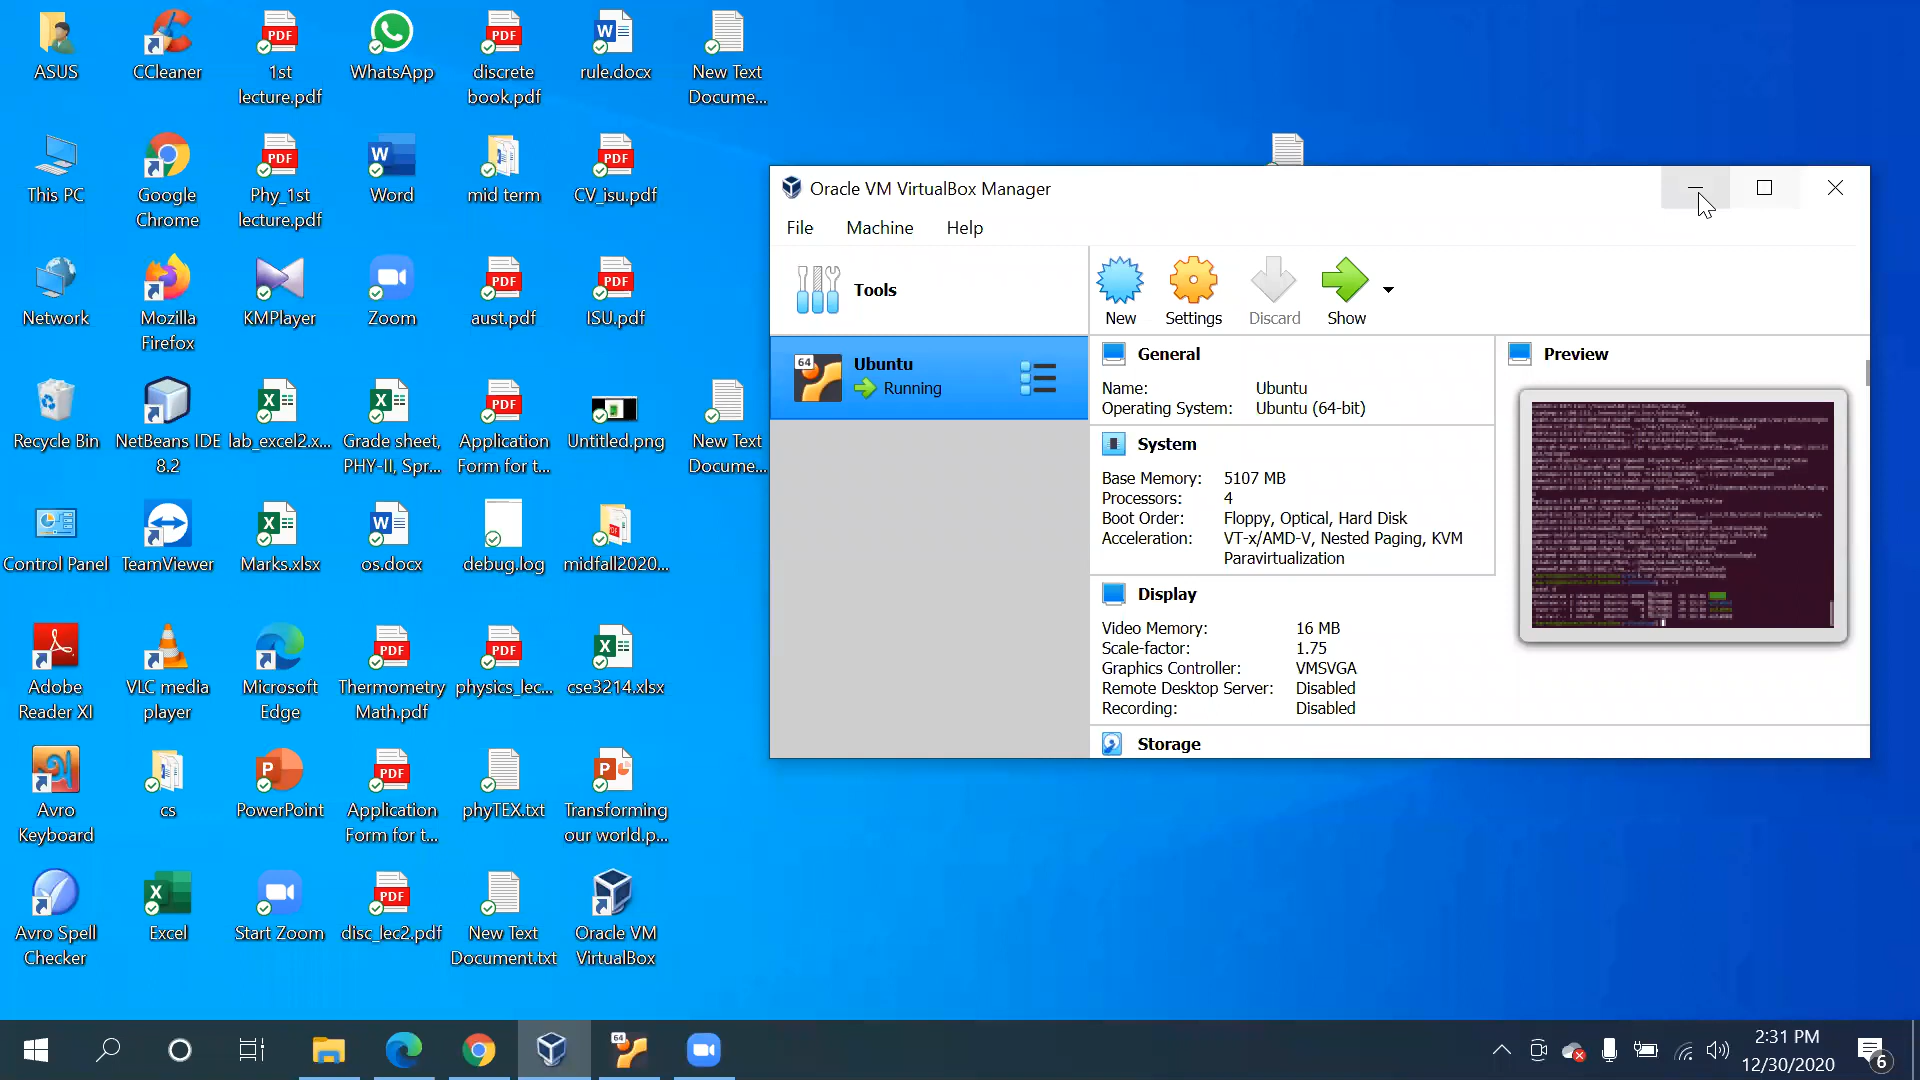 ASUS
CCleaner
1st
lecture.pdf
WhatsApp
discrete
book.pdf
rule.docx
New Text
Docume...
This PC
Google
Chrome
Phy_1st
lecture.pdf
Word
mid term
CV_isu.pdf
Network
Mozilla
Firefox
KMPlayer
Zoom
aust.pdf
ISU.pdf
Recycle Bin
NetBeans IDE
8.2
lab_excel2.x...
Grade sheet,
PHY-II, Spr...
Application
Form for t...
Untitled.png
New Text
Docume...
Control Panel
TeamViewer
Marks.xlsx
os.docx
debug.log
midfall2020...
Adobe
Reader XI
VLC media
player
Microsoft
Edge
Thermometry
Math.pdf
physics_lec...
cse3214.xlsx
Avro
Keyboard
cs
PowerPoint
Application
Form for t...
phyTEX.txt
Transforming
our world.p...
Avro Spell
Checker
Excel
Start Zoom
disc_lec2.pdf
New Text
Document.txt
Oracle VM
VirtualBox
Oracle VM VirtualBox Manager
File Machine Help
Tools
New Settings Discard Show
64
Ubuntu
Running
General
Name: Ubuntu
Operating System: Ubuntu (64-bit)
System
Base Memory: 5107 MB
Processors: 4
Boot Order: Floppy, Optical, Hard Disk
Acceleration: VT-x/AMD-V, Nested Paging, KVM
Paravirtualization
Display
Video Memory: 16 MB
Scale-factor: 1.75
Graphics Controller: VMSVGA
Remote Desktop Server: Disabled
Recording: Disabled
Storage
Preview
64
2:31 PM
12/30/2020
6